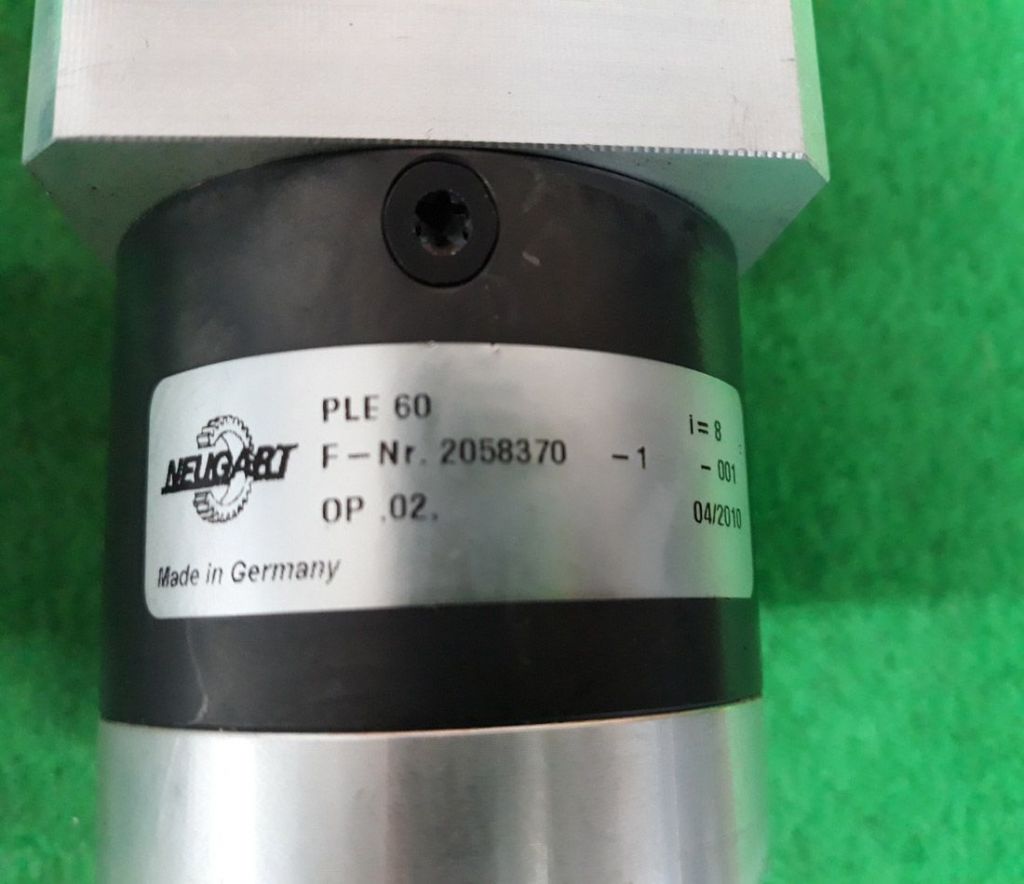 PLE 60 i = 8
NEUGART F - Nr. 2058370 - 1 - 001
OP .02. 04/2010
Made in Germany